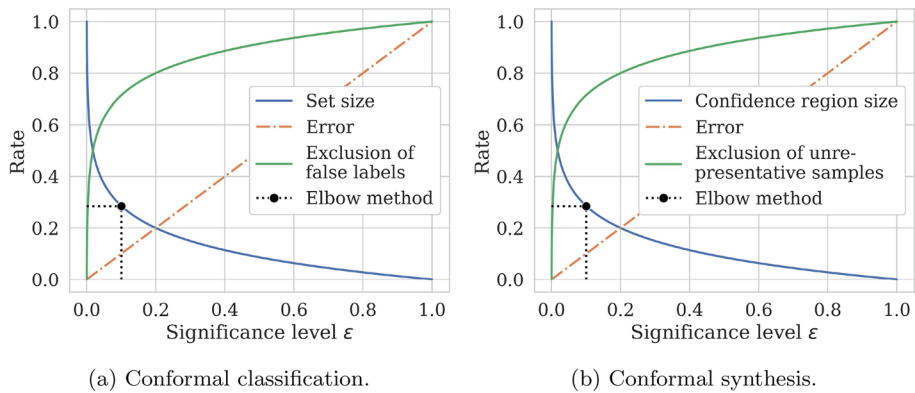 1.0
0.8
0.6
0.4
0.2
0.0
Rate
Set size
Error
Exclusion of
false labels
Elbow method
0.0 0.2 0.4 0.6 0.8 1.0
Significance level ε
(a) Conformal classification.
1.0
0.8
0.6
0.4
0.2
0.0
Rate
Confidence region size
Error
Exclusion of unre-
presentative samples
Elbow method
0.0 0.2 0.4 0.6 0.8 1.0
Significance level ε
(b) Conformal synthesis.